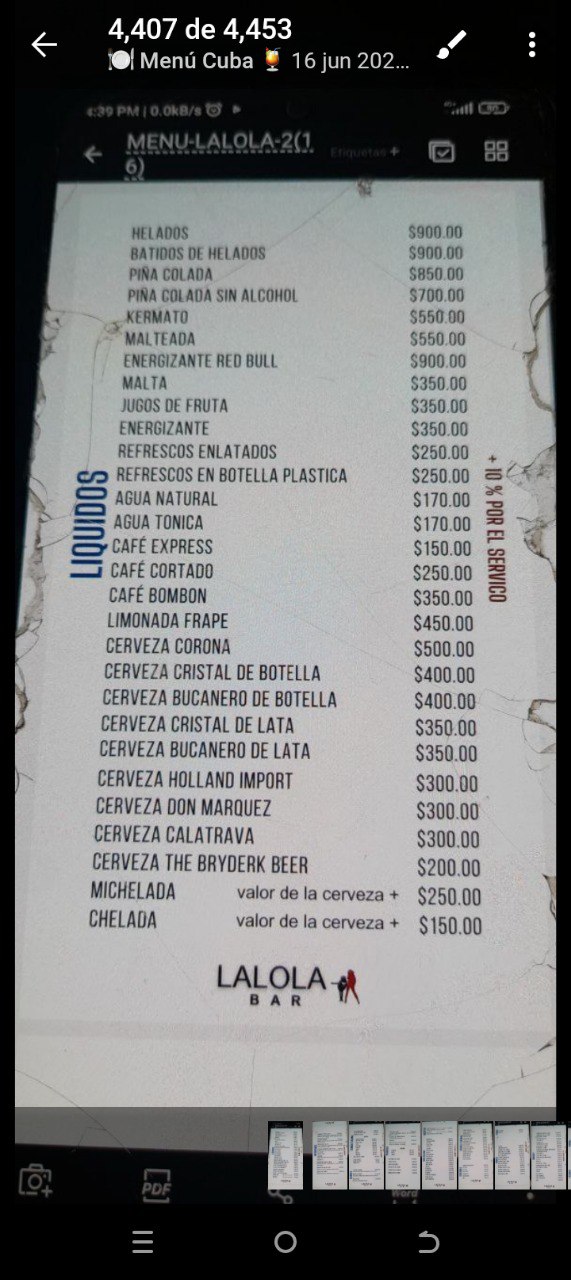 4,407 de 4,453
🍽️ Menú Cuba 🍹 16 jun 202...
4:39 PM | 0.0kB/s
MENU-LALOLA-2(1
6)
Etiquetas +
HELADOS $900.00
BATIDOS DE HELADOS $900.00
PIÑA COLADA $850.00
PIÑA COLADA SIN ALCOHOL $700.00
KERMATO $550.00
MALTEADA $550.00
ENERGIZANTE RED BULL $900.00
MALTA $350.00
JUGOS DE FRUTA $350.00
ENERGIZANTE $350.00
REFRESCOS ENLATADOS $250.00
REFRESCOS EN BOTELLA PLASTICA $250.00
AGUA NATURAL $170.00
AGUA TONICA $170.00
CAFÉ EXPRESS $150.00
CAFÉ CORTADO $250.00
CAFÉ BOMBON $350.00
LIMONADA FRAPE $450.00
CERVEZA CORONA $500.00
CERVEZA CRISTAL DE BOTELLA $400.00
CERVEZA BUCANERO DE BOTELLA $400.00
CERVEZA CRISTAL DE LATA $350.00
CERVEZA BUCANERO DE LATA $350.00
CERVEZA HOLLAND IMPORT $300.00
CERVEZA DON MARQUEZ $300.00
CERVEZA CALATRAVA $300.00
CERVEZA THE BRYDERK BEER $200.00
MICHELADA valor de la cerveza + $250.00
CHELADA valor de la cerveza + $150.00
LIQUIDOS
+ 10 % POR EL SERVICO
LALOLA
BAR
PDF
Word